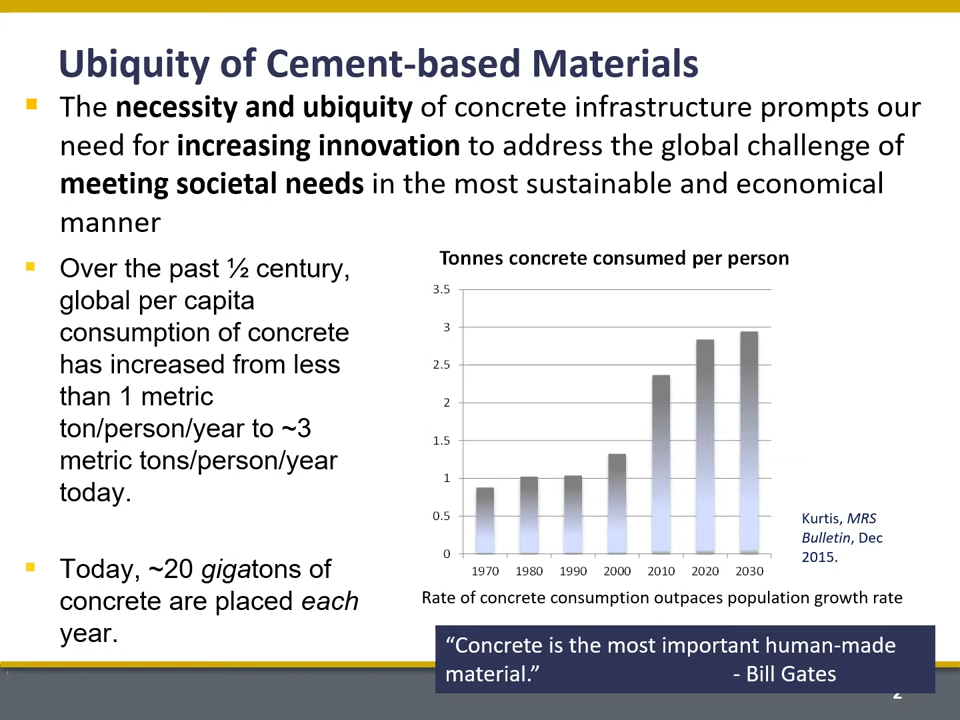 Ubiquity of Cement-based Materials
▪ The necessity and ubiquity of concrete infrastructure prompts our
need for increasing innovation to address the global challenge of
meeting societal needs in the most sustainable and economical
manner
▪ Over the past ½ century,
global per capita
consumption of concrete
has increased from less
than 1 metric
ton/person/year to ~3
metric tons/person/year
today.
▪ Today, ~20 gigatons of
concrete are placed each
year.
Tonnes concrete consumed per person
3.5
3
2.5
2
1.5
1
0.5
0
1970 1980 1990 2000 2010 2020 2030
Kurtis, MRS
Bulletin, Dec
2015.
Rate of concrete consumption outpaces population growth rate
“Concrete is the most important human-made
material.” - Bill Gates
2